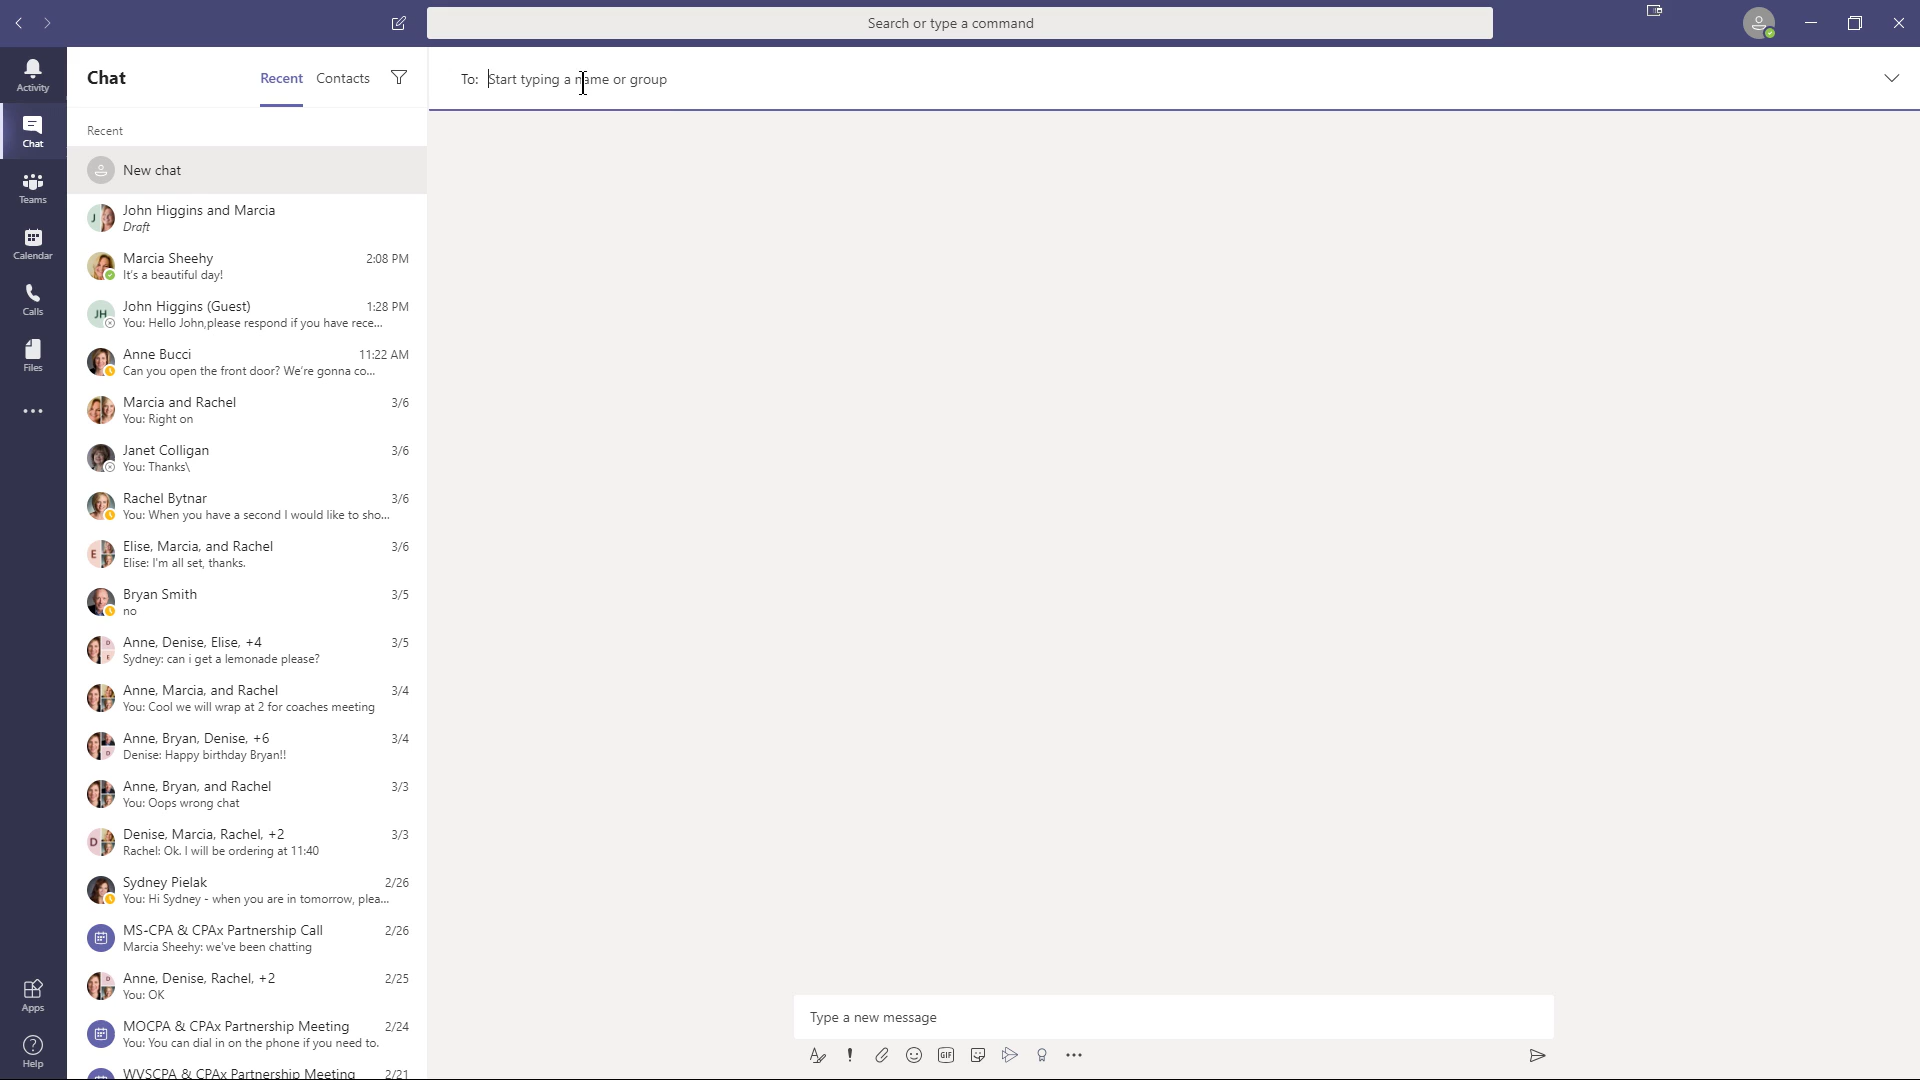 Search or type a command
Activity
Chat
Teams
Calendar
Calls
Files
Apps
Help
Chat
Recent
Contacts
Recent
New chat
J
John Higgins and Marcia
Draft
Marcia Sheehy 2:08 PM
It's a beautiful day!
JH
John Higgins (Guest) 1:28 PM
You: Hello John,please respond if you have rece...
Anne Bucci 11:22 AM
Can you open the front door? We're gonna co...
Marcia and Rachel 3/6
You: Right on
Janet Colligan 3/6
You: Thanks\
Rachel Bytnar 3/6
You: When you have a second I would like to sho...
E
Elise, Marcia, and Rachel 3/6
Elise: I'm all set, thanks.
Bryan Smith 3/5
no
D
E
Anne, Denise, Elise, +4 3/5
Sydney: can i get a lemonade please?
Anne, Marcia, and Rachel 3/4
You: Cool we will wrap at 2 for coaches meeting
D
Anne, Bryan, Denise, +6 3/4
Denise: Happy birthday Bryan!!
Anne, Bryan, and Rachel 3/3
You: Oops wrong chat
D
Denise, Marcia, Rachel, +2 3/3
Rachel: Ok. I will be ordering at 11:40
Sydney Pielak 2/26
You: Hi Sydney - when you are in tomorrow, plea...
MS-CPA & CPAx Partnership Call 2/26
Marcia Sheehy: we've been chatting
D
Anne, Denise, Rachel, +2 2/25
You: OK
MOCPA & CPAx Partnership Meeting 2/24
You: You can dial in on the phone if you need to.
WVSCPA & CPAx Partnership Meeting 2/21
To: Start typing a name or group
Type a new message
GIF